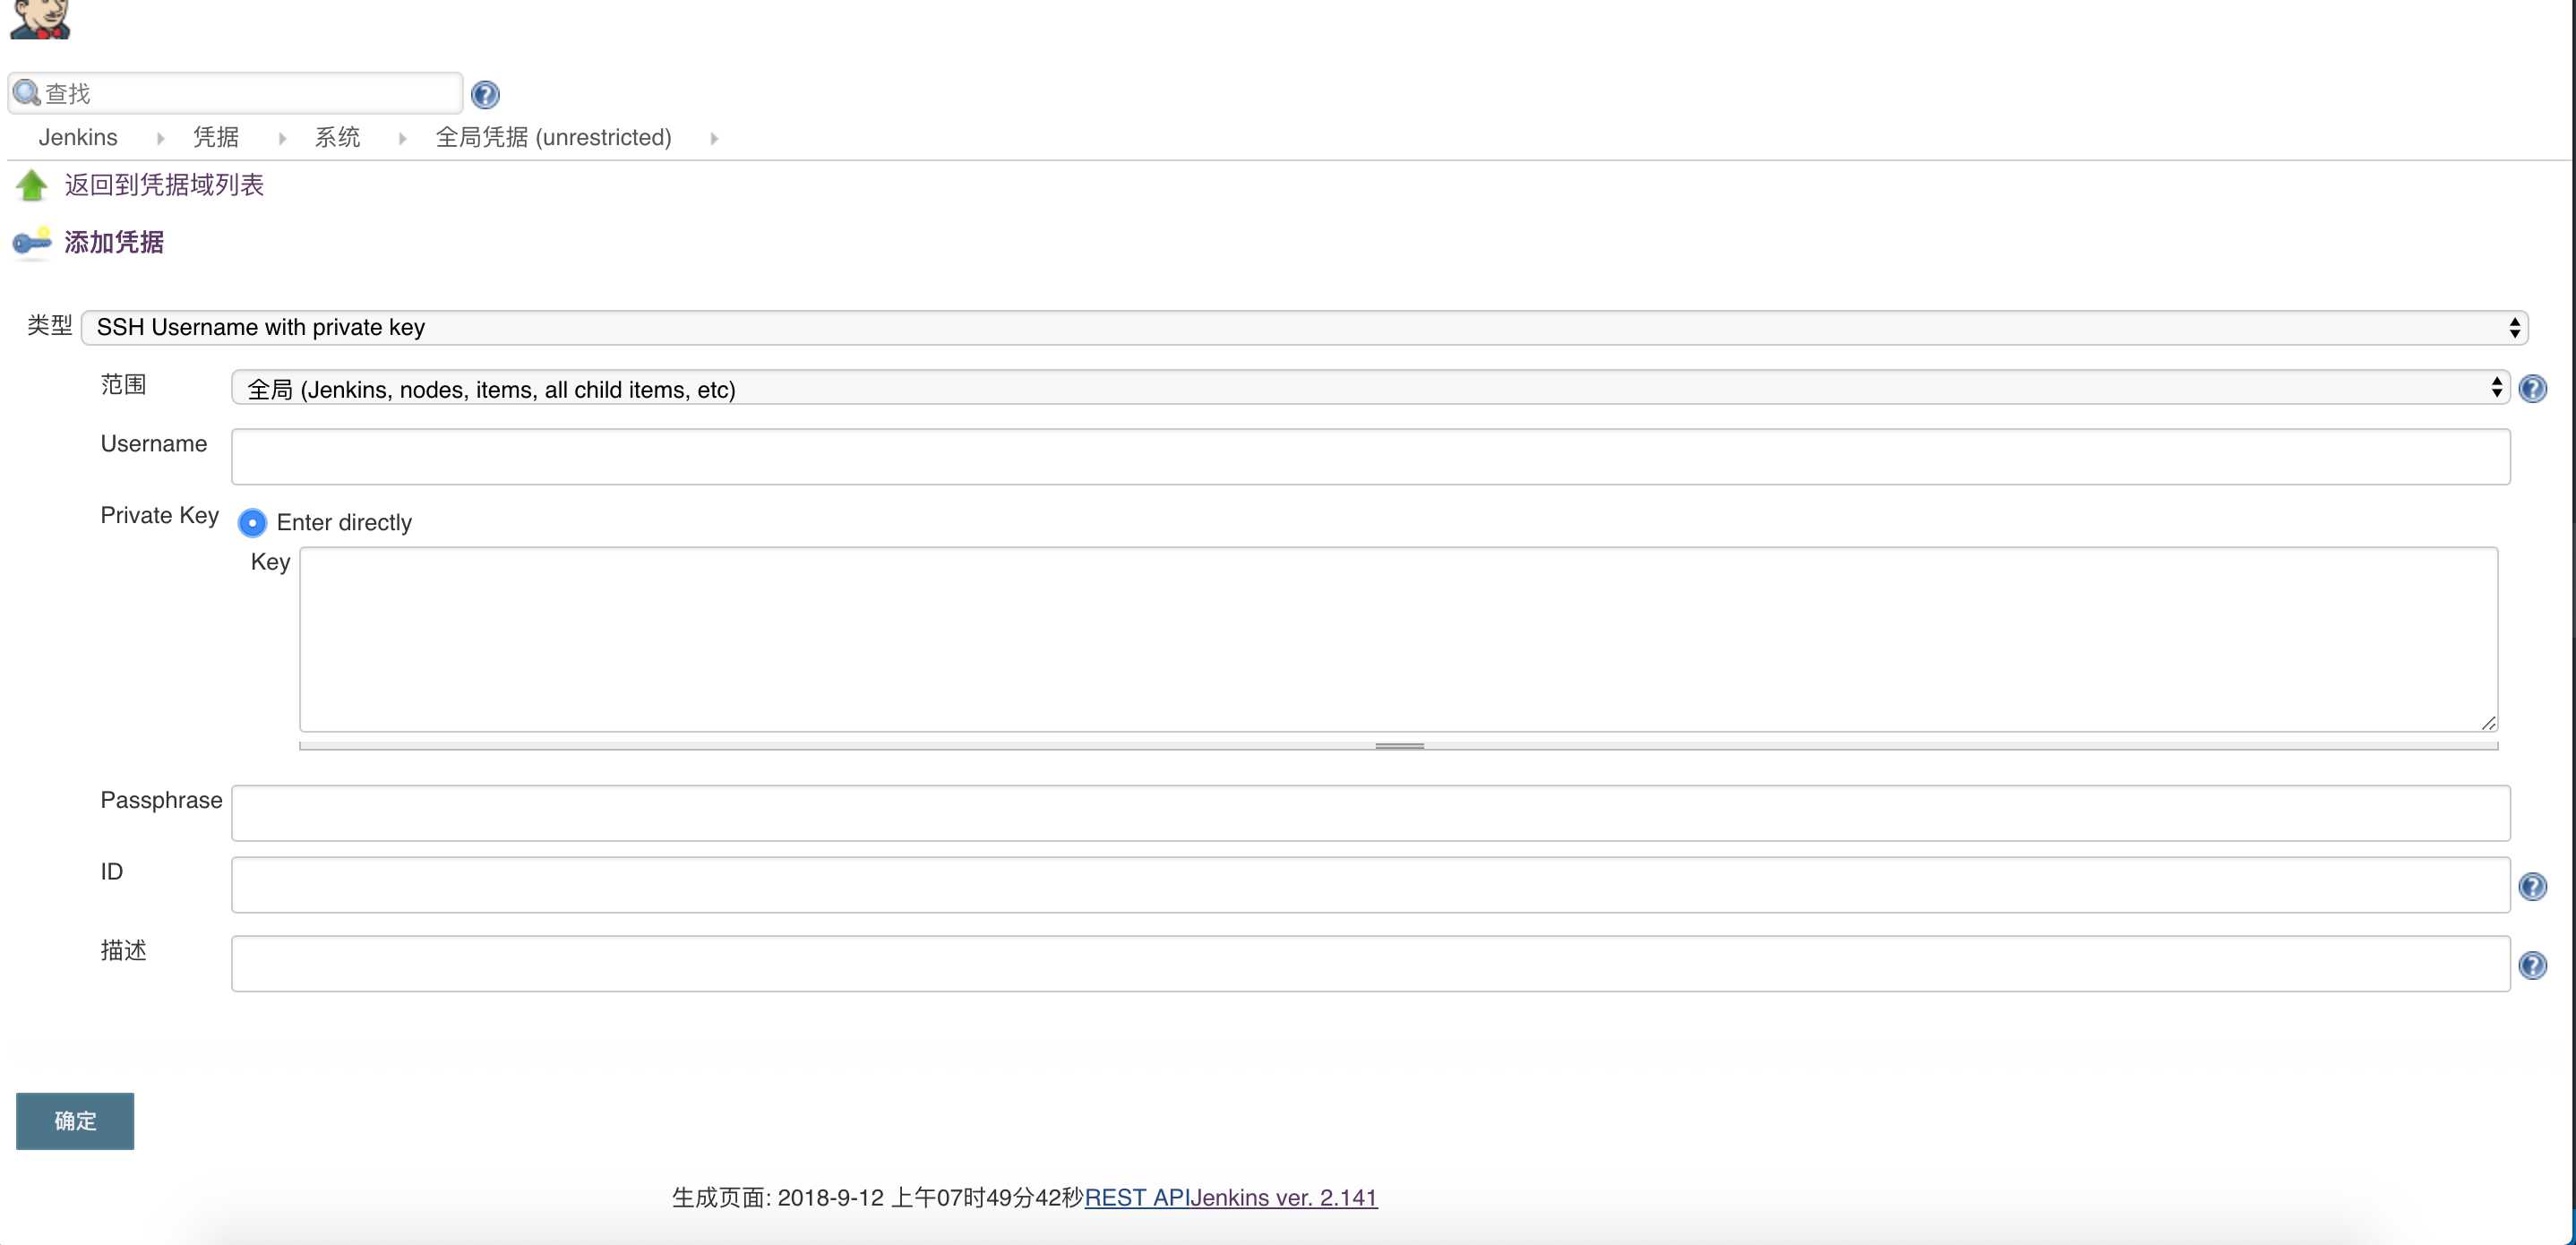 查找
Jenkins 凭据 系统 全局凭据 (unrestricted)
返回到凭据域列表
添加凭据
类型 SSH Username with private key
范围 全局 (Jenkins, nodes, items, all child items, etc)
Username
Private Key Enter directly
Key
Passphrase
ID
描述
确定
生成页面: 2018-9-12 上午07时49分42秒REST APIJenkins ver. 2.141